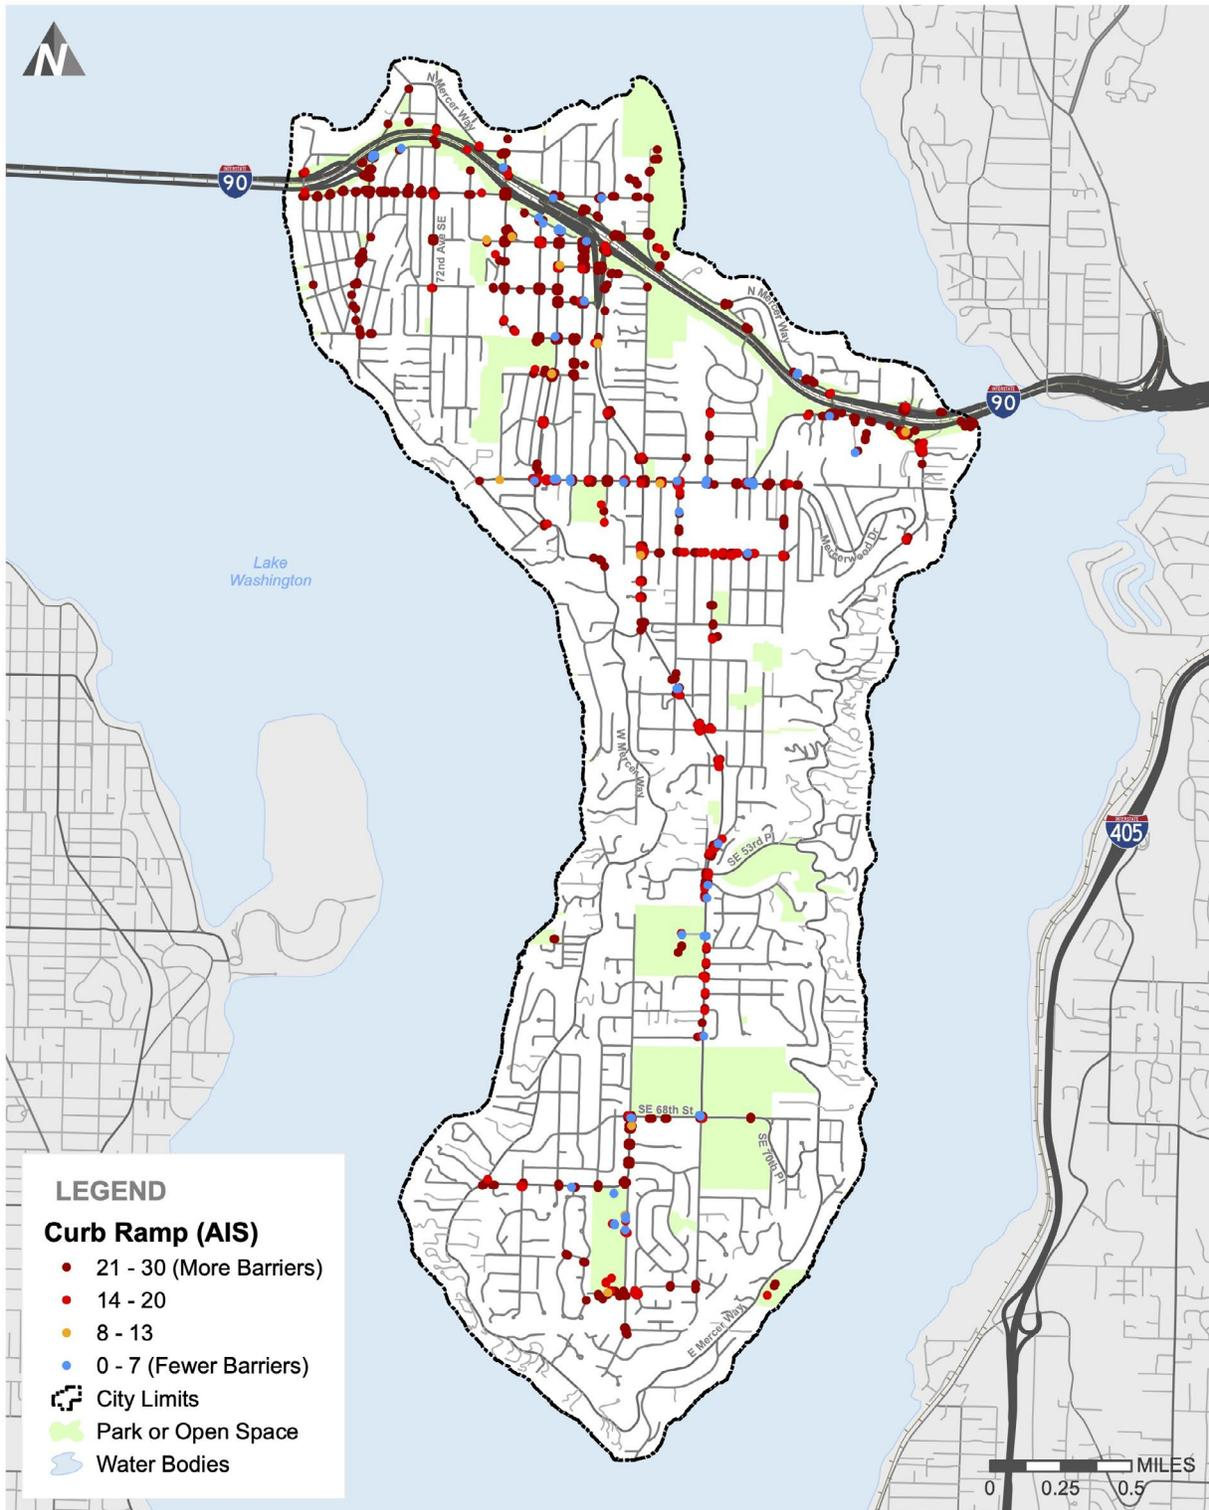 N
N Mercer Way
INTERSTATE
90
72nd Ave SE
N Mercer Way
INTERSTATE
90
Mercerwood Dr
Lake
Washington
W Mercer Way
SE 53rd Pl
INTERSTATE
405
SE 68th St
SE 70th Pl
E Mercer Way
LEGEND
Curb Ramp (AIS)
21 - 30 (More Barriers)
14 - 20
8 - 13
0 - 7 (Fewer Barriers)
City Limits
Park or Open Space
Water Bodies
MILES
0 0.25 0.5